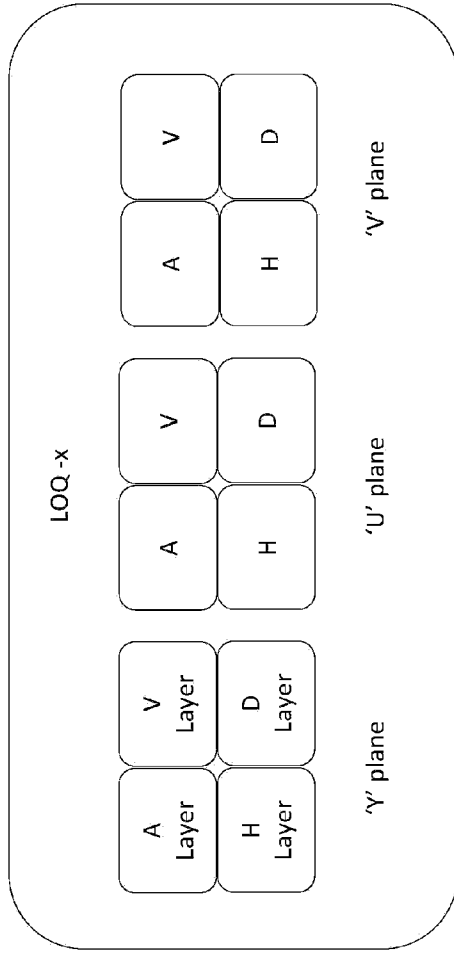 LOQ -x
A
Layer
V
Layer
H
Layer
D
Layer
'Y' plane
A
V
H
D
'U' plane
A
V
H
D
'V' plane